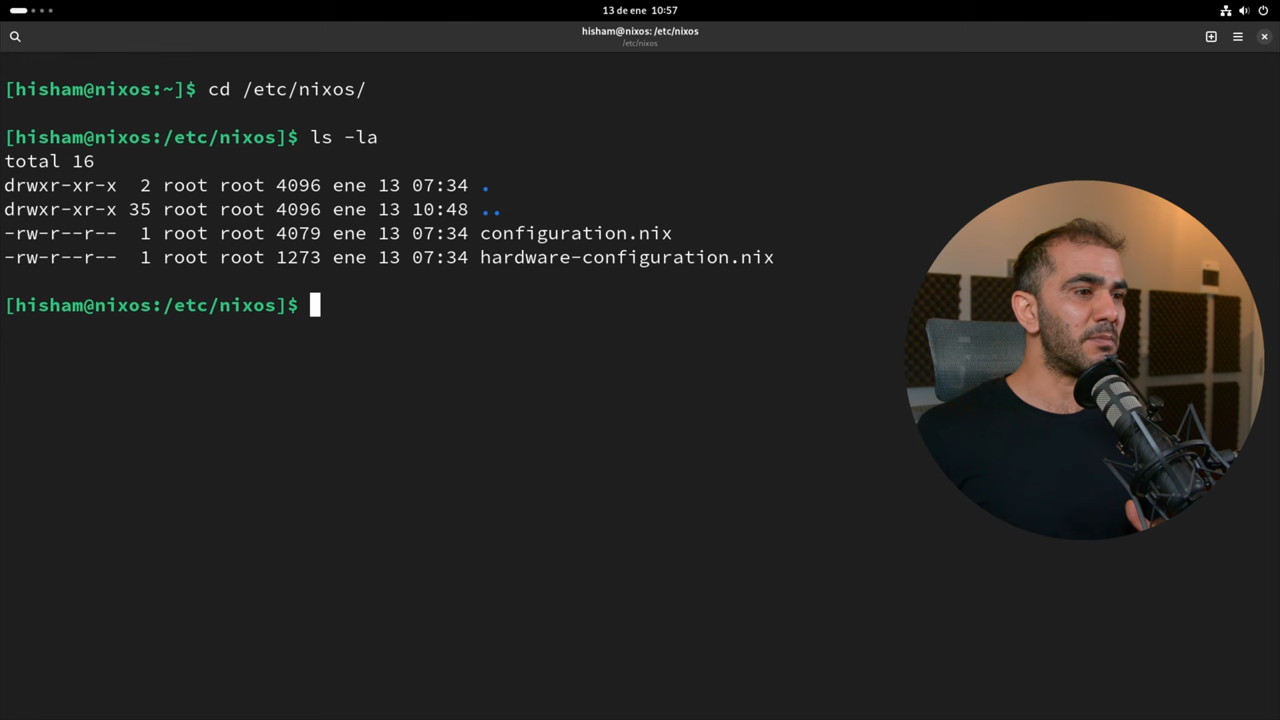 13 de ene 10:57
hisham@nixos: /etc/nixos
/etc/nixos
[hisham@nixos:~]$ cd /etc/nixos/
[hisham@nixos:/etc/nixos]$ ls -la
total 16
drwxr-xr-x  2 root root 4096 ene 13 07:34 .
drwxr-xr-x 35 root root 4096 ene 13 10:48 ..
-rw-r--r--  1 root root 4079 ene 13 07:34 configuration.nix
-rw-r--r--  1 root root 1273 ene 13 07:34 hardware-configuration.nix
[hisham@nixos:/etc/nixos]$